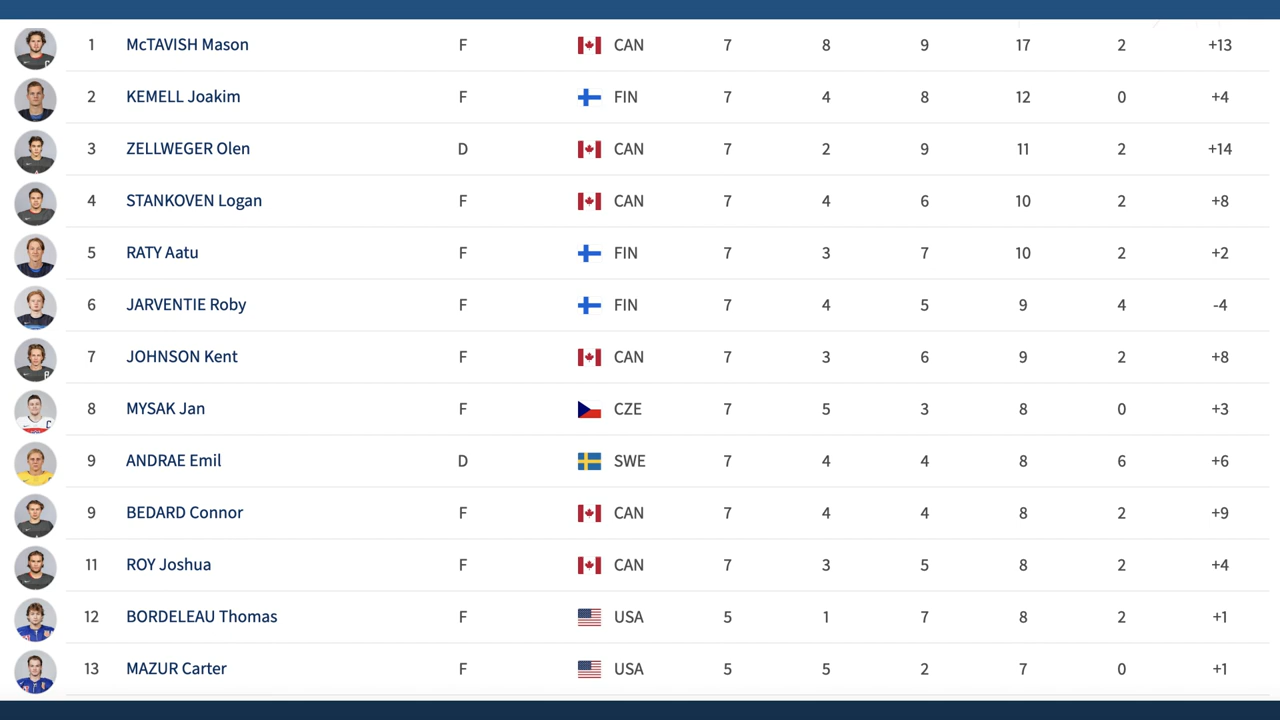 1 McTAVISH Mason F CAN 7 8 9 17 2 +13
2 KEMELL Joakim F FIN 7 4 8 12 0 +4
3 ZELLWEGER Olen D CAN 7 2 9 11 2 +14
4 STANKOVEN Logan F CAN 7 4 6 10 2 +8
5 RATY Aatu F FIN 7 3 7 10 2 +2
6 JARVENTIE Roby F FIN 7 4 5 9 4 -4
7 JOHNSON Kent F CAN 7 3 6 9 2 +8
8 MYSAK Jan F CZE 7 5 3 8 0 +3
9 ANDRAE Emil D SWE 7 4 4 8 6 +6
9 BEDARD Connor F CAN 7 4 4 8 2 +9
11 ROY Joshua F CAN 7 3 5 8 2 +4
12 BORDELEAU Thomas F USA 5 1 7 8 2 +1
13 MAZUR Carter F USA 5 5 2 7 0 +1